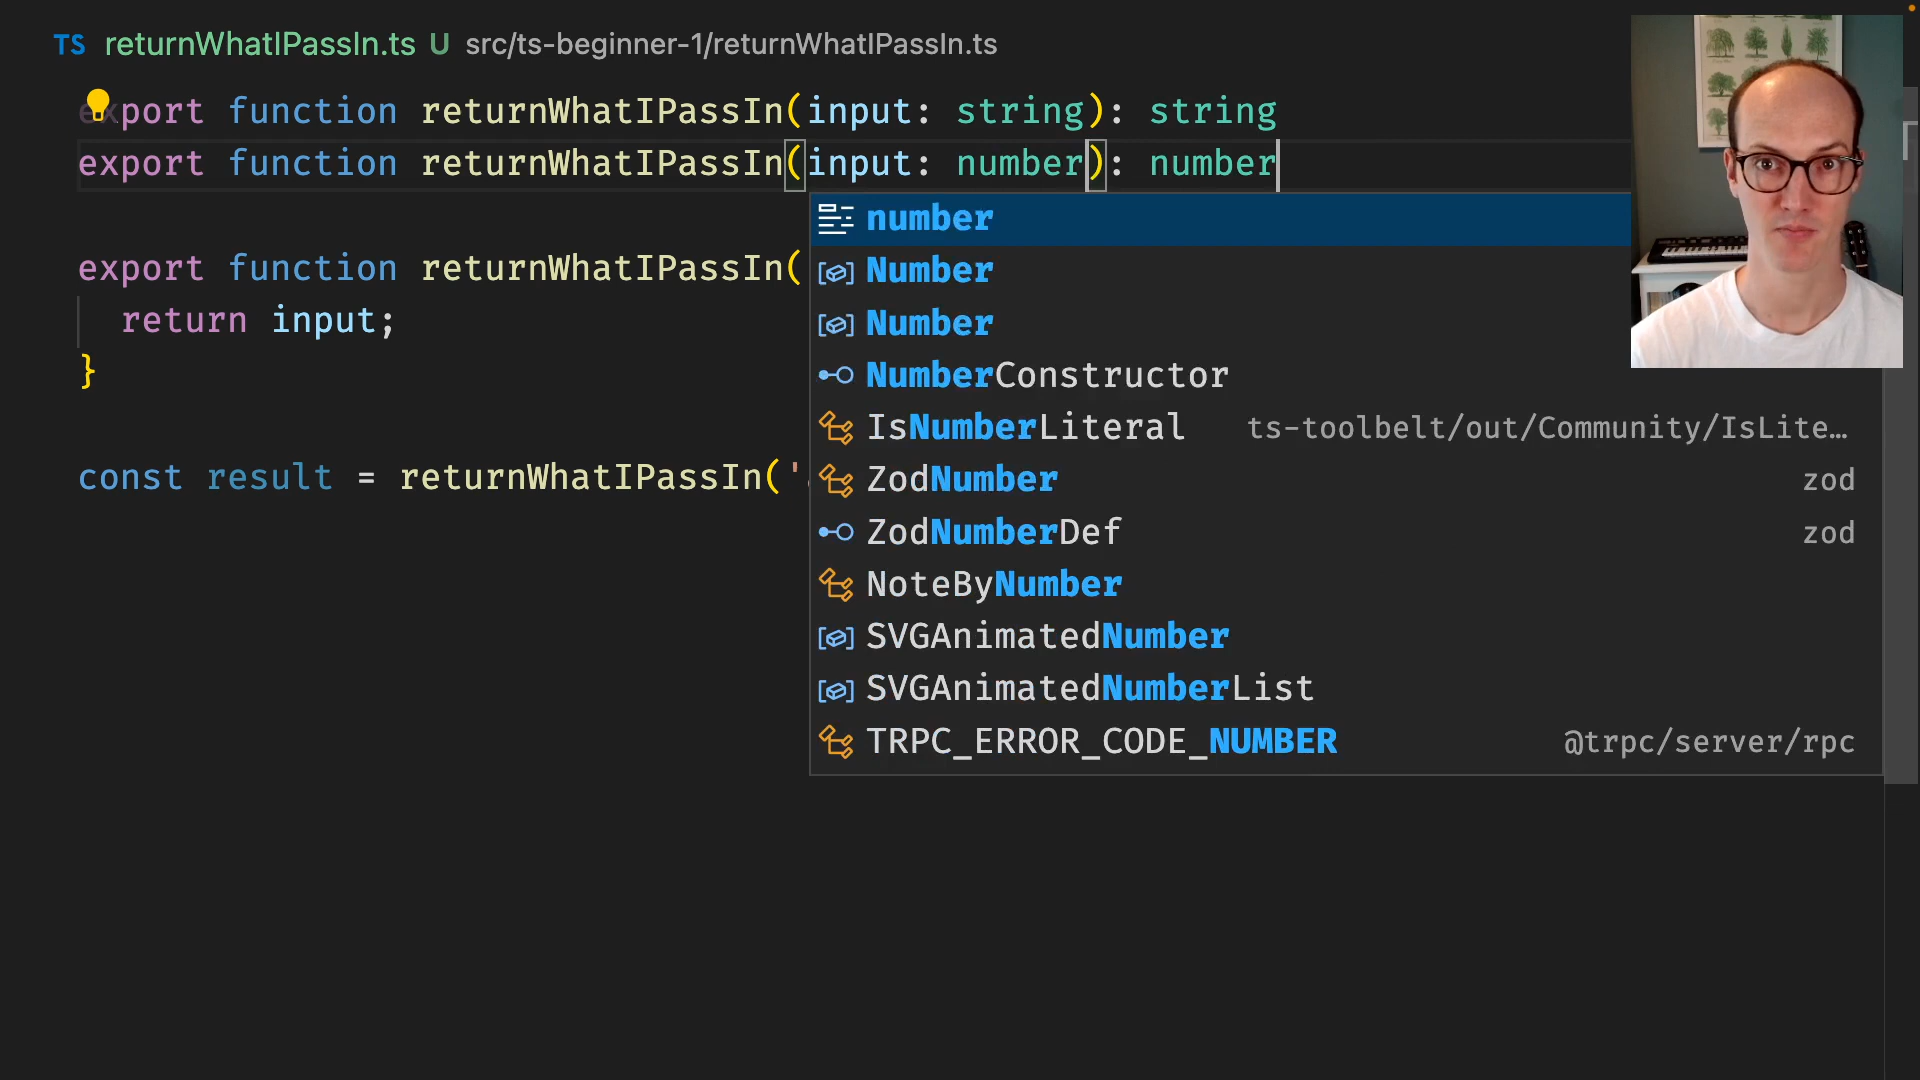 TS returnWhatIPassIn.ts U src/ts-beginner-1/returnWhatIPassIn.ts
export function returnWhatIPassIn(input: string): string
export function returnWhatIPassIn(input: number): number
number
export function returnWhatIPassIn(
Number
return input;
Number
}
NumberConstructor
IsNumberLiteral ts-toolbelt/out/Community/IsLite…
const result = returnWhatIPassIn('
ZodNumber zod
ZodNumberDef zod
NoteByNumber
SVGAnimatedNumber
SVGAnimatedNumberList
TRPC_ERROR_CODE_NUMBER @trpc/server/rpc